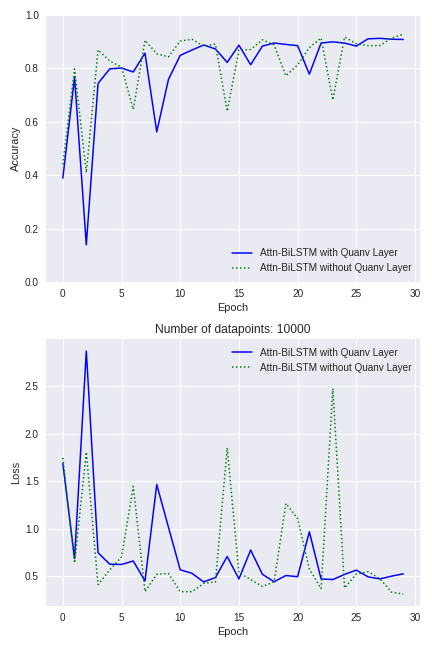 1.0
0.8
0.6
0.4
0.2
0.0
Accuracy
Attn-BiLSTM with Quanv Layer
Attn-BiLSTM without Quanv Layer
0 5 10 15 20 25 30
Epoch
Number of datapoints: 10000
2.5
2.0
1.5
1.0
0.5
Loss
Attn-BiLSTM with Quanv Layer
Attn-BiLSTM without Quanv Layer
0 5 10 15 20 25 30
Epoch